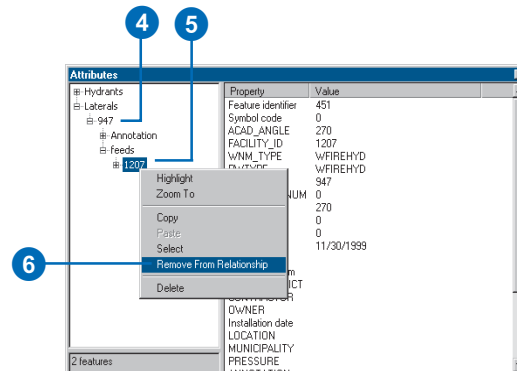 4 5
Attributes
Hydrants
Laterals
947
Annotation
feeds
1207
Property Value
Feature identifier 451
Symbol code 0
ACAD_ANGLE 270
FACILITY_ID 1207
WNM_TYPE WFIREHYD
WFIREHYD
947
NUM 0
270
0
0
11/30/1999
Highlight
Zoom To
Copy
Paste
Select
6 Remove From Relationship
Delete
OWNER
Installation date
LOCATION
MUNICIPALITY
PRESSURE
2 features